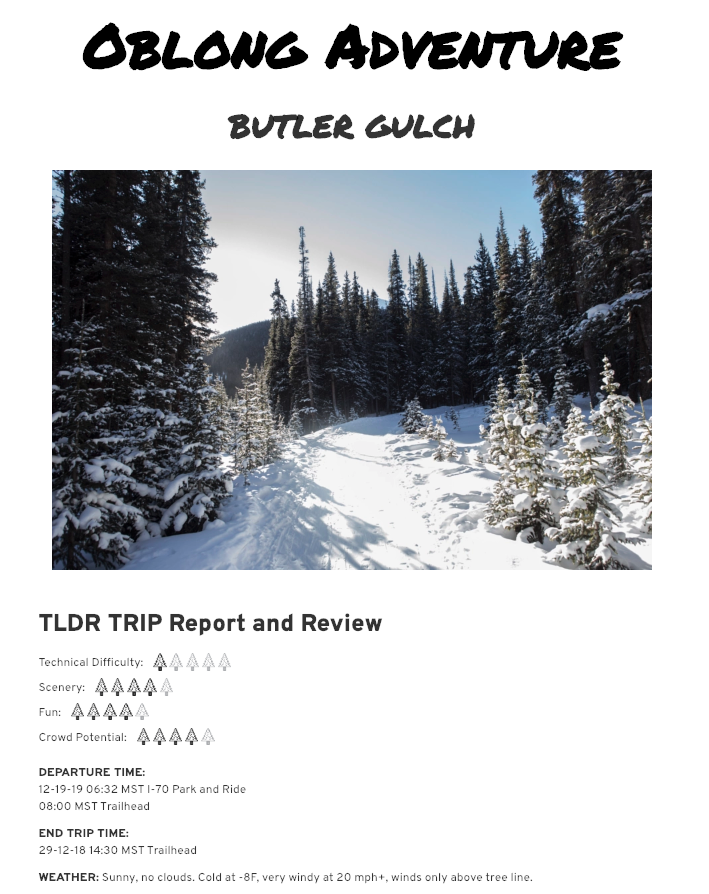 OBLONG ADVENTURE
BUTLER GULCH
TLDR TRIP Report and Review
Technical Difficulty:
Scenery:
Fun:
Crowd Potential:
DEPARTURE TIME:
12-19-19 06:32 MST I-70 Park and Ride
08:00 MST Trailhead
END TRIP TIME:
29-12-18 14:30 MST Trailhead
WEATHER: Sunny, no clouds. Cold at -8F, very windy at 20 mph+, winds only above tree line.